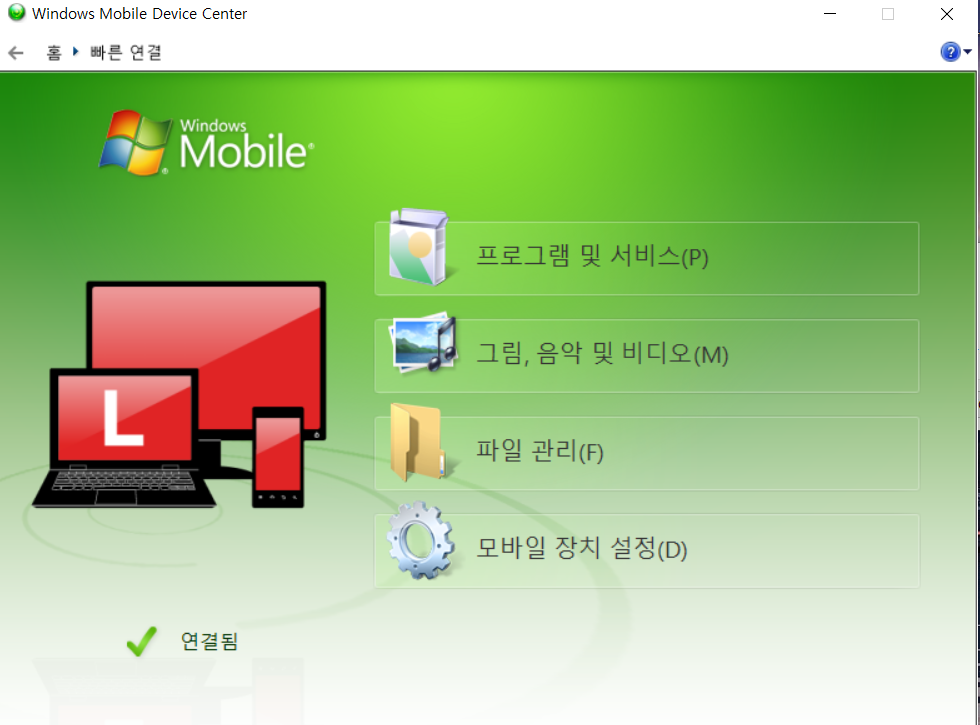 Windows Mobile Device Center
홈 빠른 연결
Windows
Mobile
프로그램 및 서비스(P)
그림, 음악 및 비디오(M)
파일 관리(F)
L
모바일 장치 설정(D)
연결됨